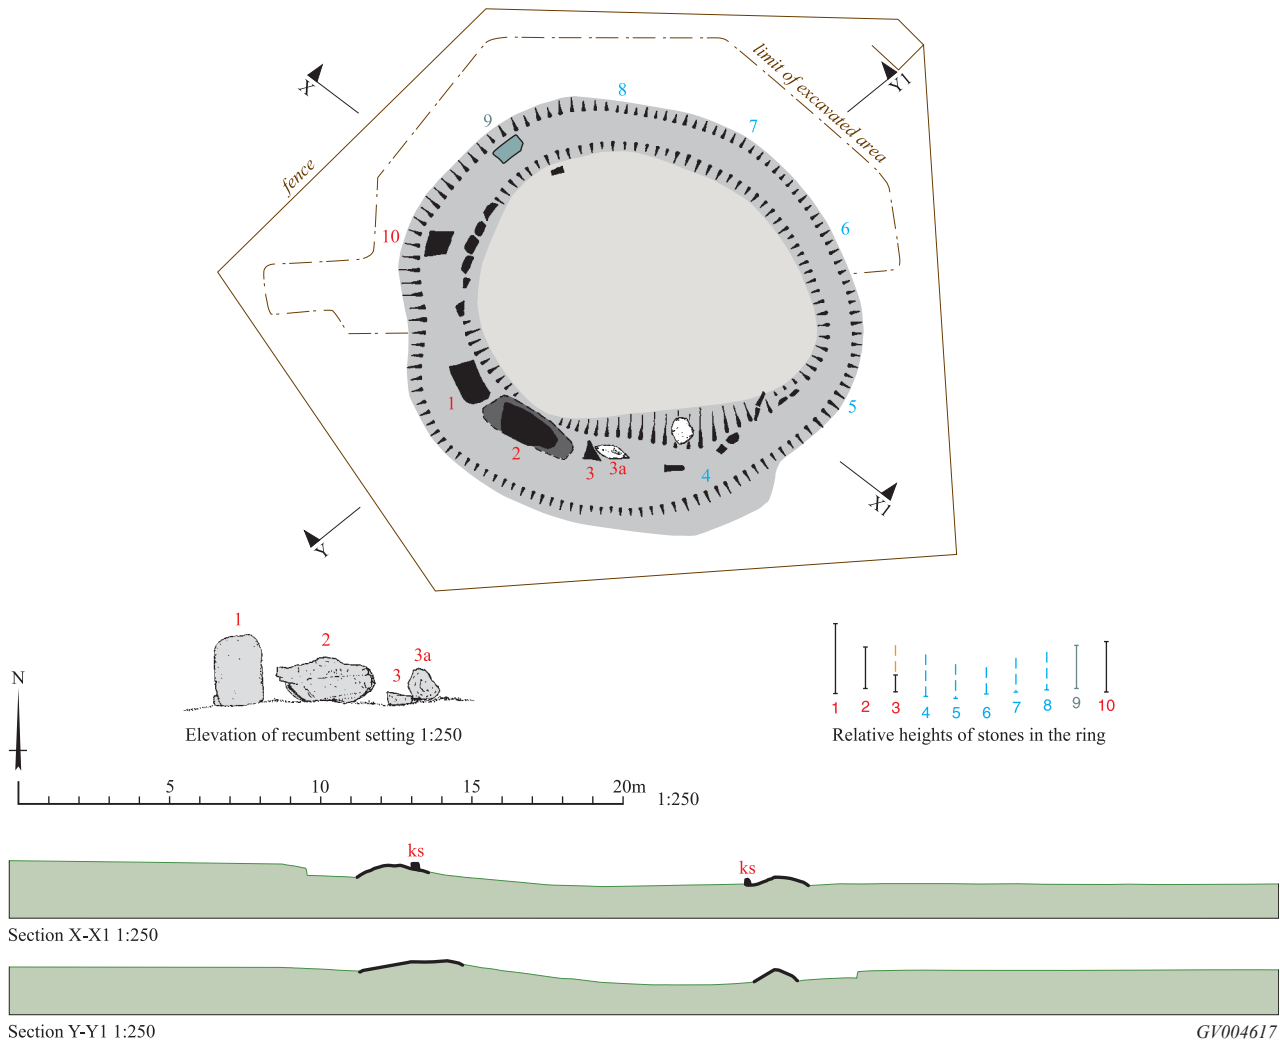 8
Y1
limit of excavated area
X
9
7
fence
6
10
1
5
2
3
3a
4
X1
Y
1
2
3a
3
Elevation of recumbent setting 1:250
1 2 3 4 5 6 7 8 9 10
Relative heights of stones in the ring
N
5 10 15 20m 1:250
ks
ks
Section X-X1 1:250
Section Y-Y1 1:250
GV004617